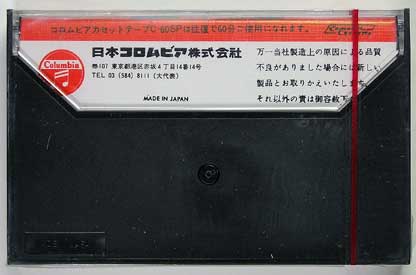 コロムビアカセットテープC-60SPは往復で60分ご使用になれます。
Columbia
日本コロムビア株式会社
〒107 東京都港区赤坂4丁目14番14号
TEL 03 (584) 8111 (大代表)
MADE IN JAPAN
万一当社製造上の原因による品質
不良がありました場合には新しい
製品とお取りかえいたします。
それ以外の責は御容赦下